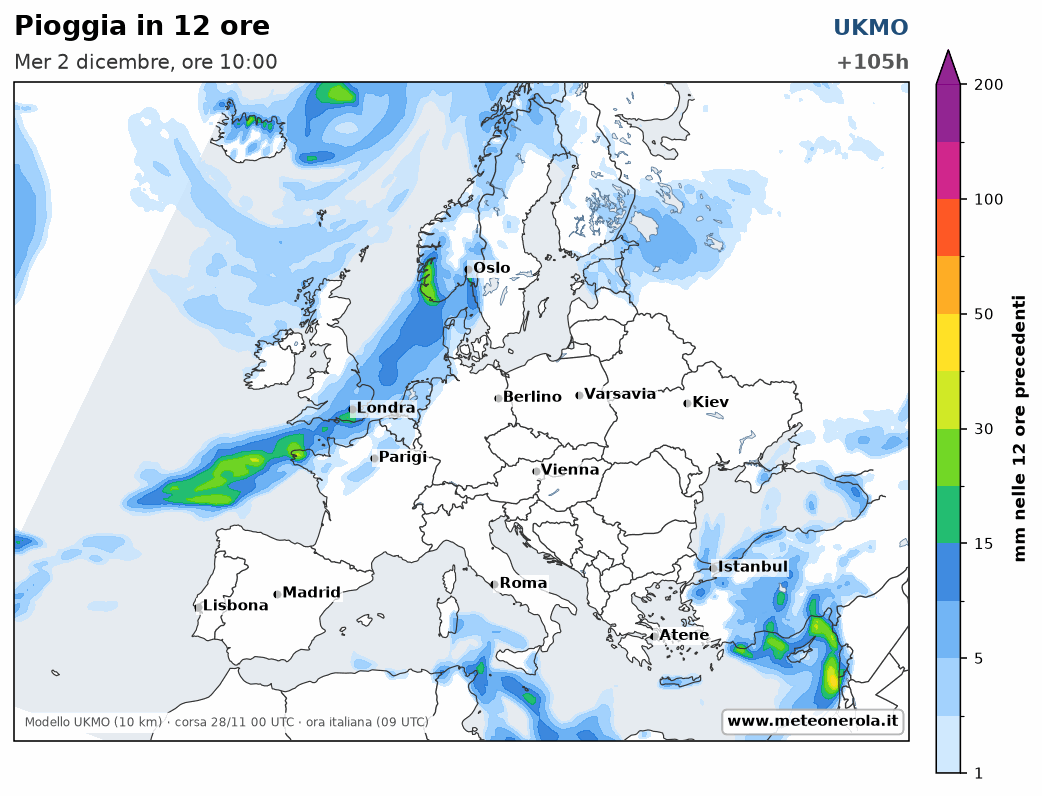 Pioggia in 12 ore
UKMO
Mer 2 dicembre, ore 10:00
+105h
200
100
50
30
15
5
1
mm nelle 12 ore precedenti
Oslo
Londra
Berlino
Varsavia
Kiev
Parigi
Vienna
Istanbul
Roma
Madrid
Lisbona
Atene
Modello UKMO (10 km) · corsa 28/11 00 UTC · ora italiana (09 UTC)
www.meteonerola.it